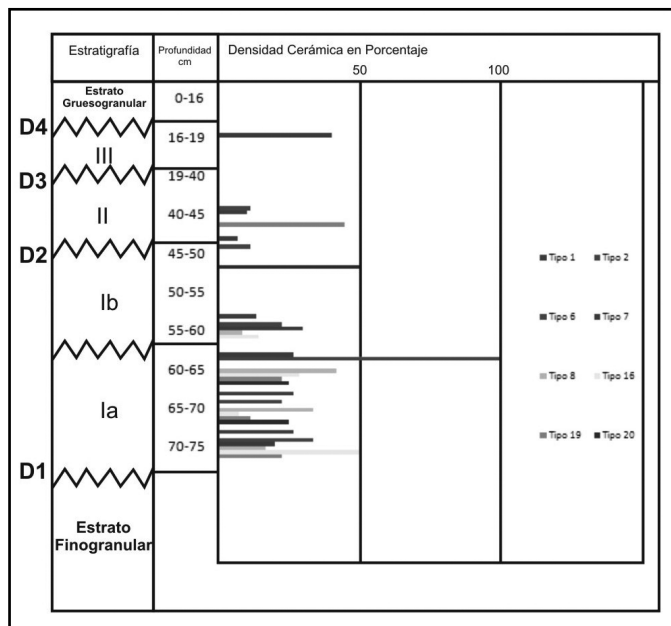 Estratigrafía
Profundidad
cm
Densidad Cerámica en Porcentaje
50
100
Estrato
Gruesogranular
0-16
D4
16-19
III
D3
19-40
II
40-45
D2
45-50
Ib
50-55
55-60
60-65
Ia
65-70
70-75
D1
Estrato
Finogranular
Tipo 1
Tipo 2
Tipo 6
Tipo 7
Tipo 8
Tipo 16
Tipo 19
Tipo 20